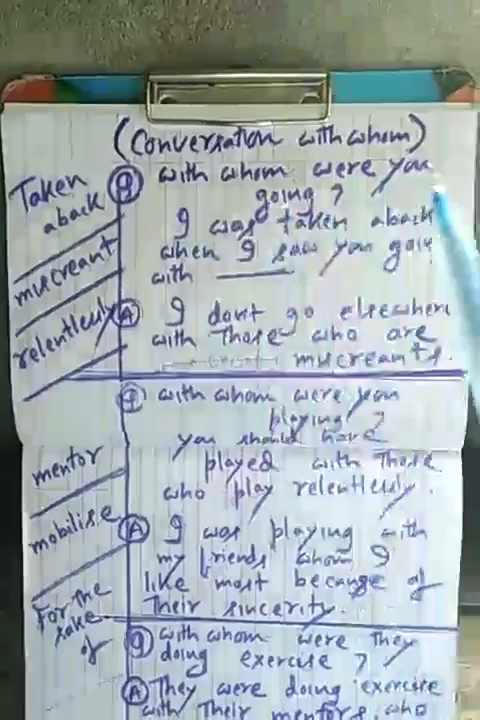 (Conversation with whom)
Taken
aback
muscreant
relentlessly
Q with whom were you
going ?
I was taken aback
when I saw you going
with ______
A I dont go elsewhere
with Those who are
muscreants.
Q with whom were you
playing ?
you should have
played with Those
who play relentlessly.
mentor
mobilise
For the
sake
of
A I was playing with
my friends whom I
like most because of
Their sincerity.
Q with whom were They
doing exercise ?
A They were doing exercise
with Their mentors who